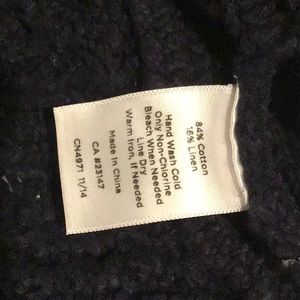 84% Cotton
16% Linen
Hand Wash Cold
Only Non-Chlorine
Bleach When Needed
Line Dry
Warm Iron, If Needed
Made In China
CA #23147
CN4971 11/14